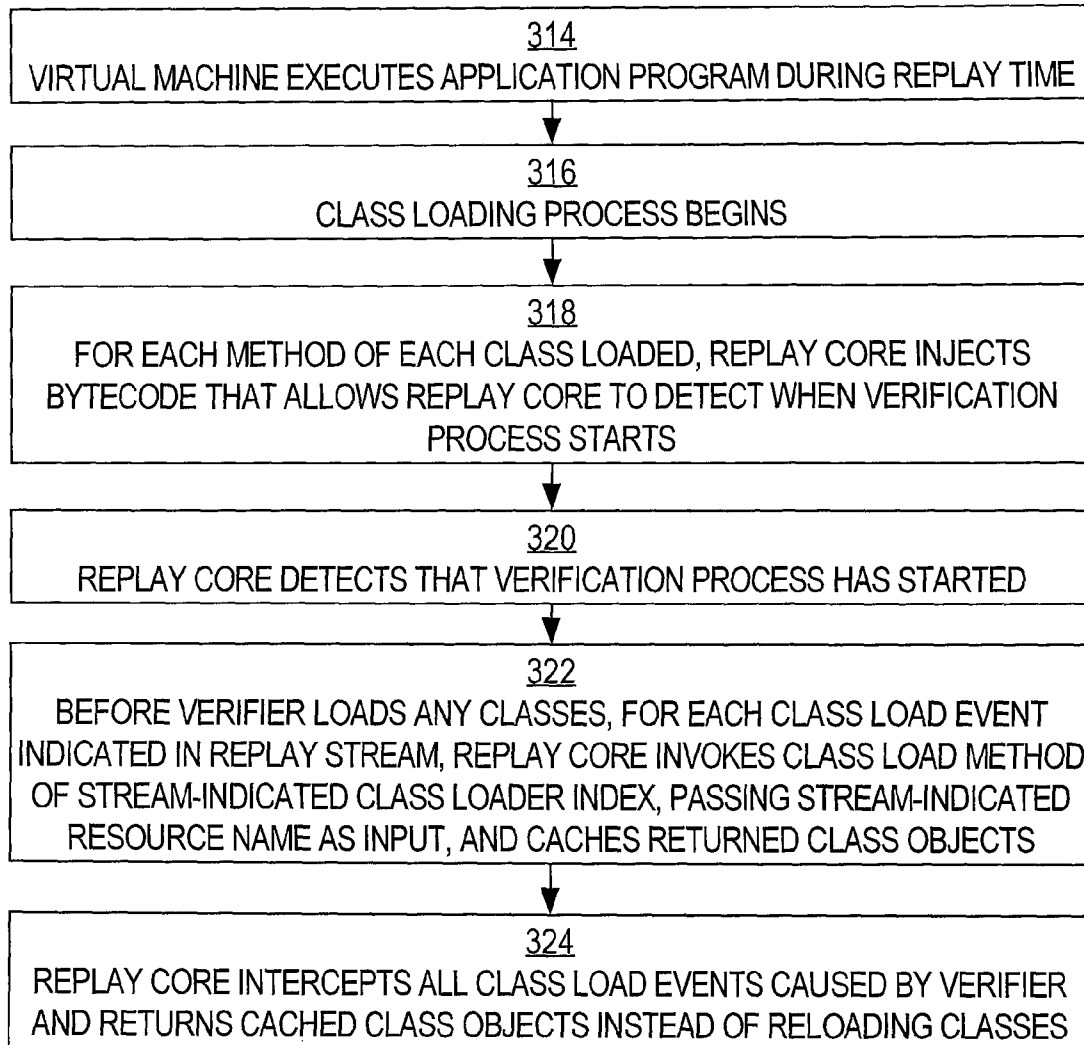 314
VIRTUAL MACHINE EXECUTES APPLICATION PROGRAM DURING REPLAY TIME
316
CLASS LOADING PROCESS BEGINS
318
FOR EACH METHOD OF EACH CLASS LOADED, REPLAY CORE INJECTS
BYTECODE THAT ALLOWS REPLAY CORE TO DETECT WHEN VERIFICATION
PROCESS STARTS
320
REPLAY CORE DETECTS THAT VERIFICATION PROCESS HAS STARTED
322
BEFORE VERIFIER LOADS ANY CLASSES, FOR EACH CLASS LOAD EVENT
INDICATED IN REPLAY STREAM, REPLAY CORE INVOKES CLASS LOAD METHOD
OF STREAM-INDICATED CLASS LOADER INDEX, PASSING STREAM-INDICATED
RESOURCE NAME AS INPUT, AND CACHES RETURNED CLASS OBJECTS
324
REPLAY CORE INTERCEPTS ALL CLASS LOAD EVENTS CAUSED BY VERIFIER
AND RETURNS CACHED CLASS OBJECTS INSTEAD OF RELOADING CLASSES